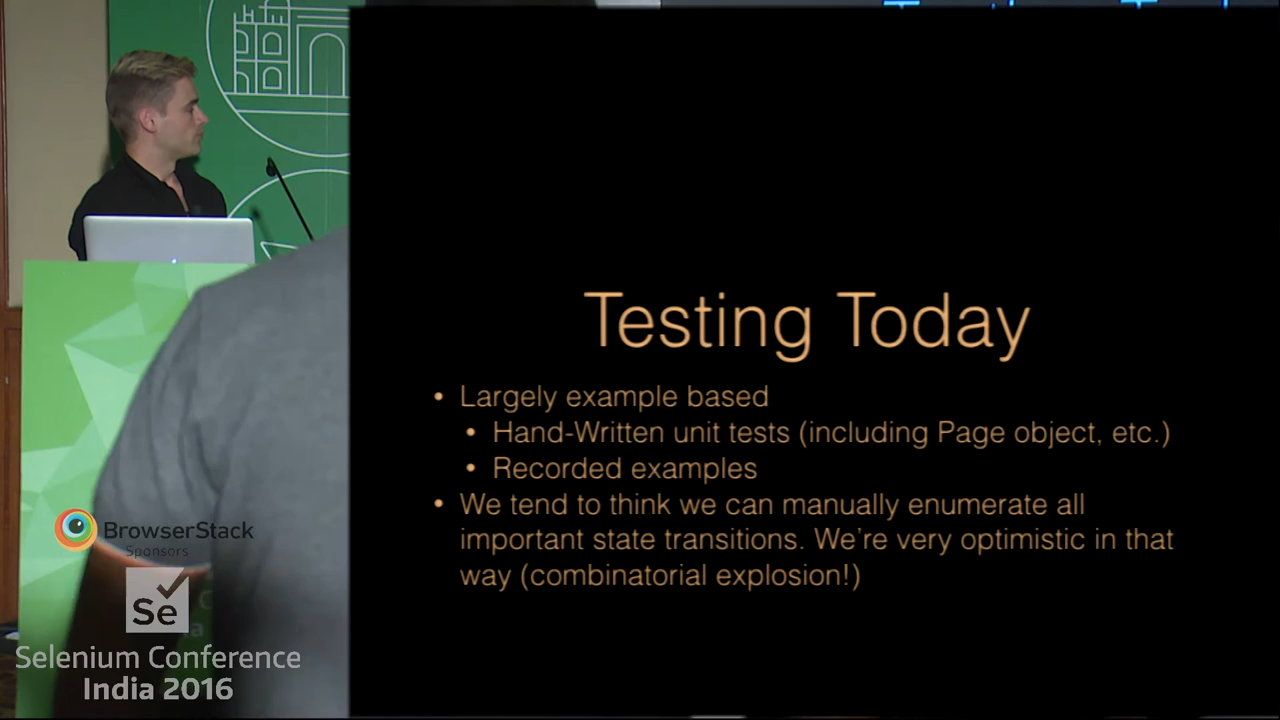 Testing Today
• Largely example based
• Hand-Written unit tests (including Page object, etc.)
• Recorded examples
• We tend to think we can manually enumerate all
important state transitions. We're very optimistic in that
way (combinatorial explosion!)
BrowserStack
Sponsors
Se
Selenium Conference
India 2016